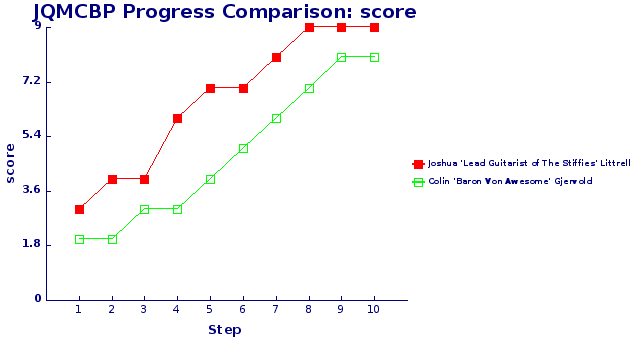 JQMCBP Progress Comparison: score
9
7.2
5.4
3.6
1.8
0
score
1 2 3 4 5 6 7 8 9 10
Step
Joshua 'Lead Guitarist of The Stiffies' Littrell
Colin 'Baron Von Awesome' Gjervold